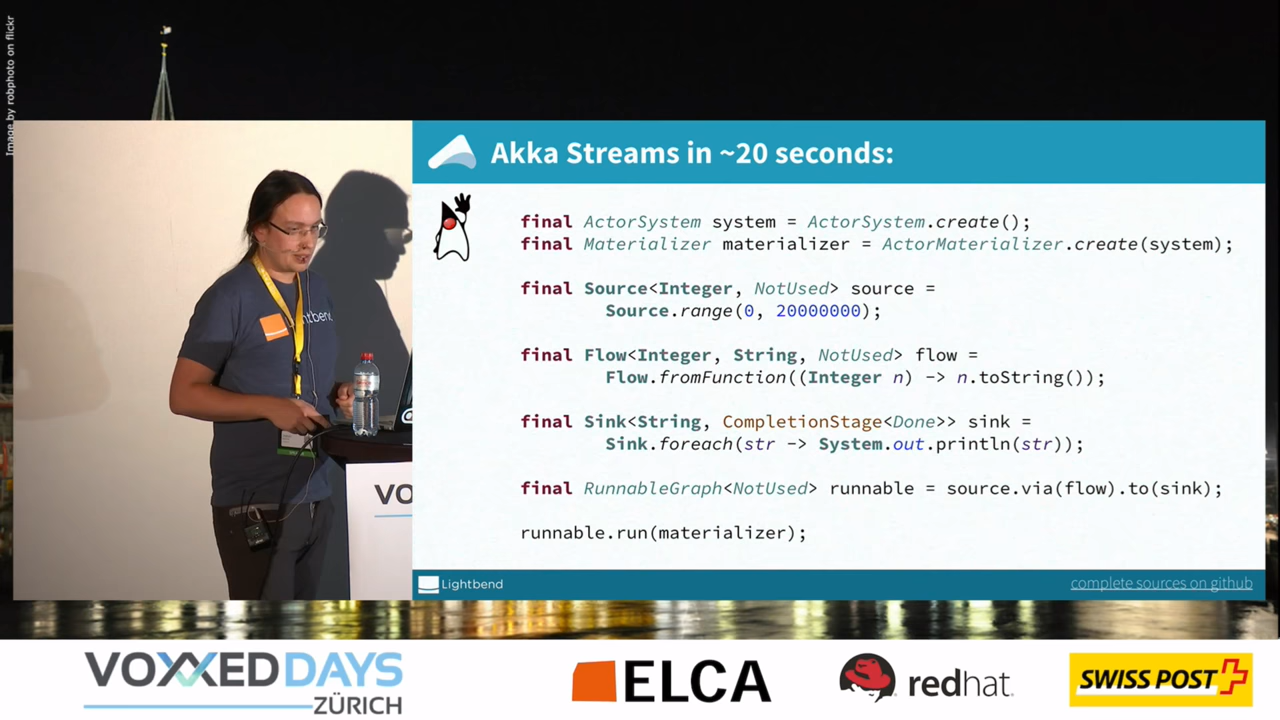 Image by robphoto on flickr
Akka Streams in ~20 seconds:
final ActorSystem system = ActorSystem.create();
final Materializer materializer = ActorMaterializer.create(system);
final Source<Integer, NotUsed> source =
Source.range(0, 20000000);
final Flow<Integer, String, NotUsed> flow =
Flow.fromFunction((Integer n) -> n.toString());
final Sink<String, CompletionStage<Done>> sink =
Sink.foreach(str -> System.out.println(str));
final RunnableGraph<NotUsed> runnable = source.via(flow).to(sink);
runnable.run(materializer);
Lightbend
complete sources on github
VO
VOXXED DAYS
ZÜRICH
ELCA
redhat.
SWISS POST